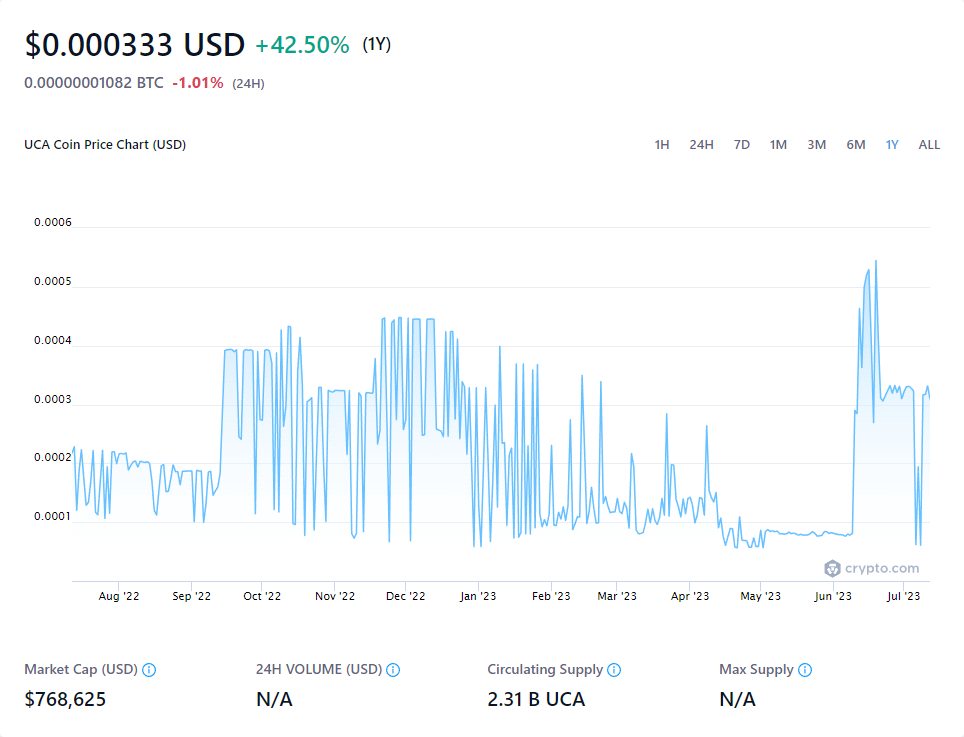 $0.000333 USD +42.50% (1Y)
0.00000001082 BTC -1.01% (24H)
UCA Coin Price Chart (USD) 1H 24H 7D 1M 3M 6M 1Y ALL
0.0006
0.0005
0.0004
0.0003
0.0002
0.0001
crypto.com
Aug '22 Sep '22 Oct '22 Nov '22 Dec '22 Jan '23 Feb '23 Mar '23 Apr '23 May '23 Jun '23 Jul '23
Market Cap (USD) 24H VOLUME (USD) Circulating Supply Max Supply
$768,625 N/A 2.31 B UCA N/A